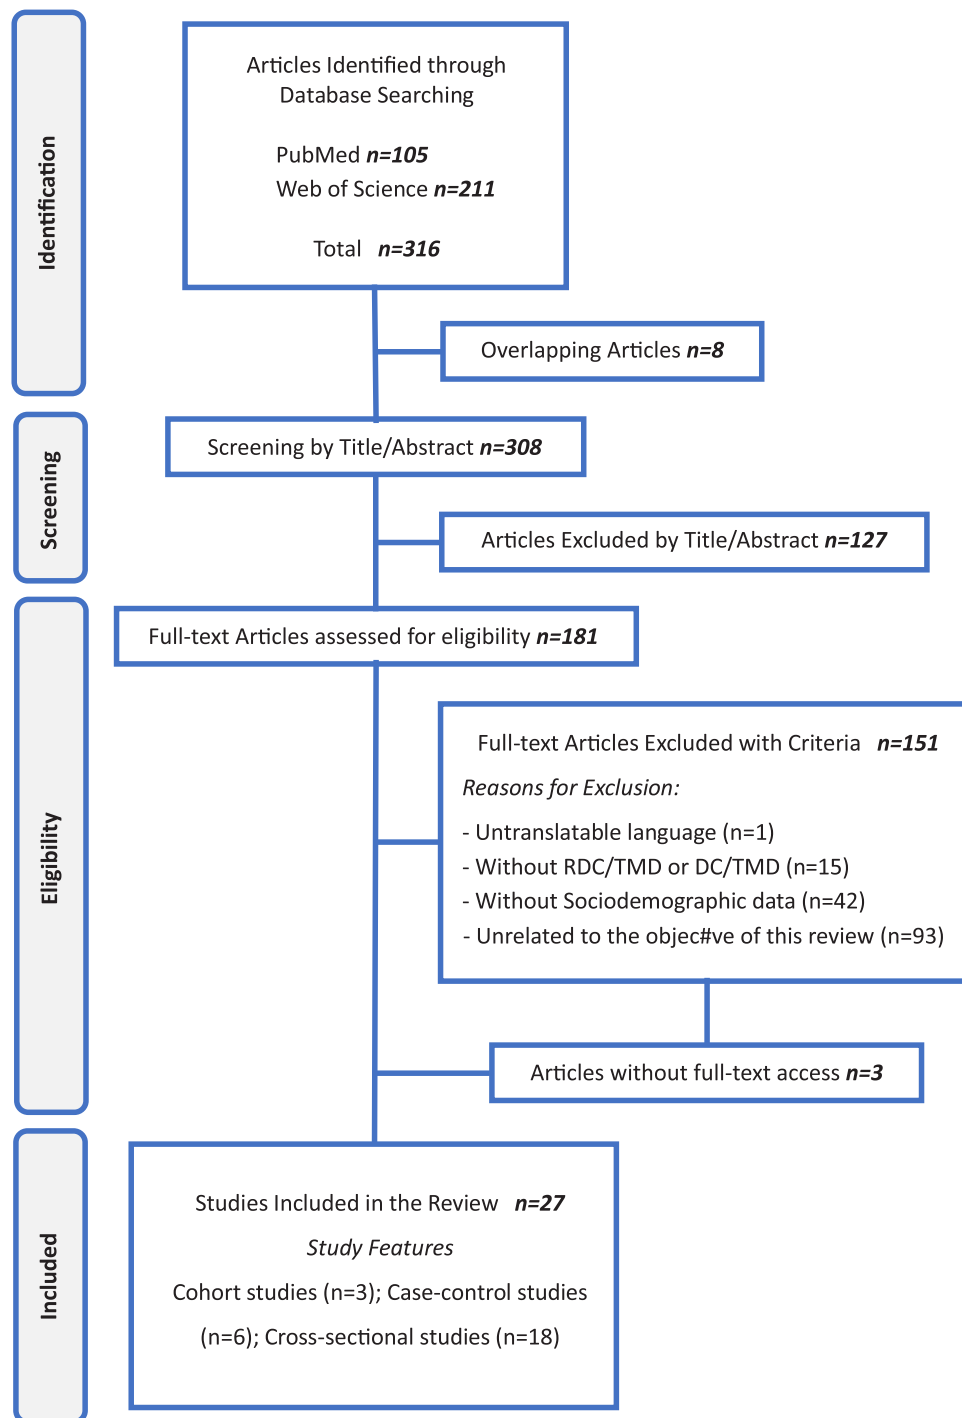 Identification
Articles Identified through
Database Searching
PubMed n=105
Web of Science n=211
Total n=316
Overlapping Articles n=8
Screening
Screening by Title/Abstract n=308
Articles Excluded by Title/Abstract n=127
Eligibility
Full-text Articles assessed for eligibility n=181
Full-text Articles Excluded with Criteria n=151
Reasons for Exclusion:
- Untranslatable language (n=1)
- Without RDC/TMD or DC/TMD (n=15)
- Without Sociodemographic data (n=42)
- Unrelated to the objec#ve of this review (n=93)
Articles without full-text access n=3
Included
Studies Included in the Review n=27
Study Features
Cohort studies (n=3); Case-control studies
(n=6); Cross-sectional studies (n=18)